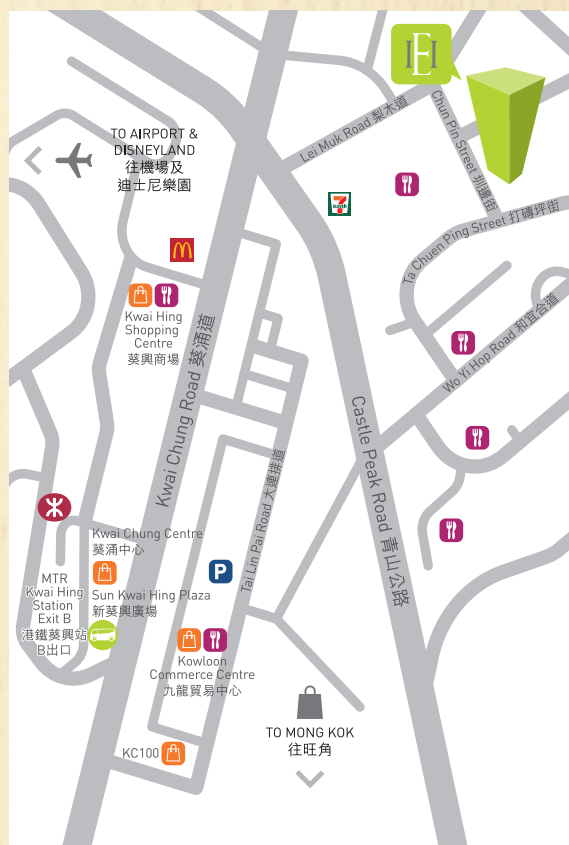 IEI
Lei Muk Road 梨木道
Chun Pin Street 圳邊街
TO AIRPORT &
DISNEYLAND
往機場及
迪士尼樂園
7
ELEVEN
Ta Chuen Ping Street 打磚坪街
Kwai Hing
Shopping
Centre
葵興商場
Wo Yi Hop Road 和宜合道
Kwai Chung Road 葵涌道
Castle Peak Road 青山公路
Tai Lin Pai Road 大連排道
Kwai Chung Centre
葵涌中心
P
MTR
Kwai Hing
Station
Exit B
港鐵葵興站
B出口
Sun Kwai Hing Plaza
新葵興廣場
Kowloon
Commerce Centre
九龍貿易中心
TO MONG KOK
往旺角
KC100